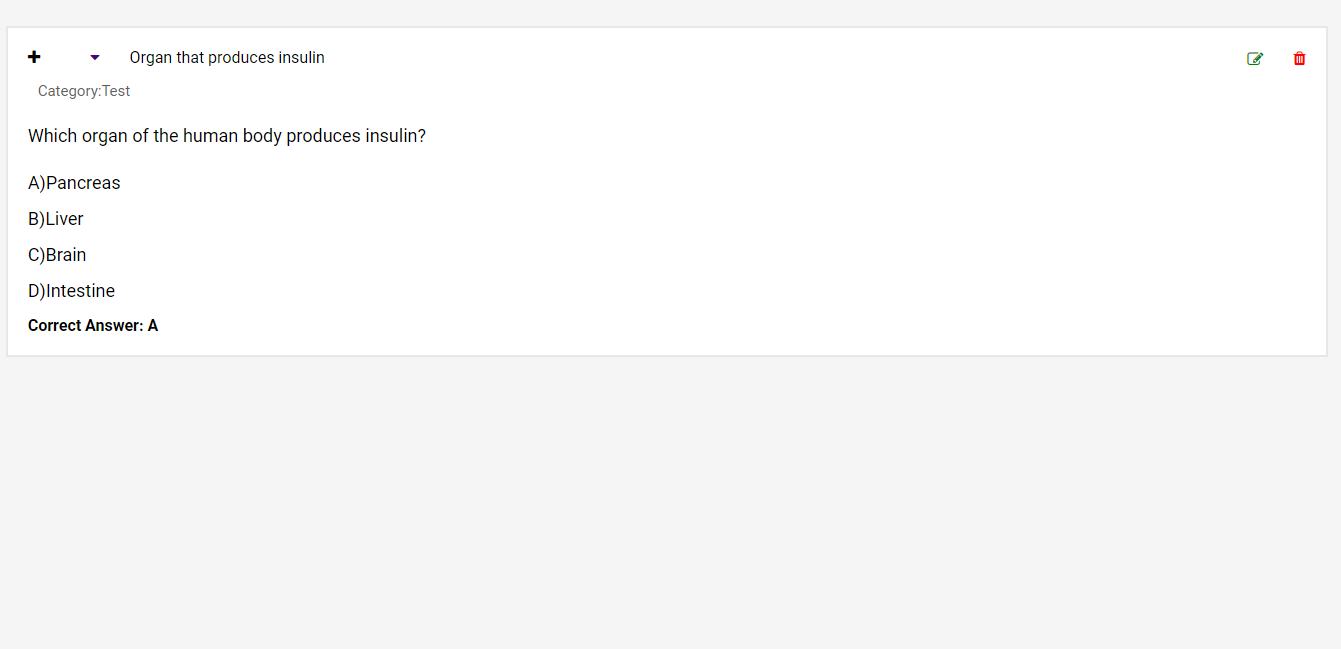 Organ that produces insulin
Category:Test
Which organ of the human body produces insulin?
A)Pancreas
B)Liver
C)Brain
D)Intestine
Correct Answer: A